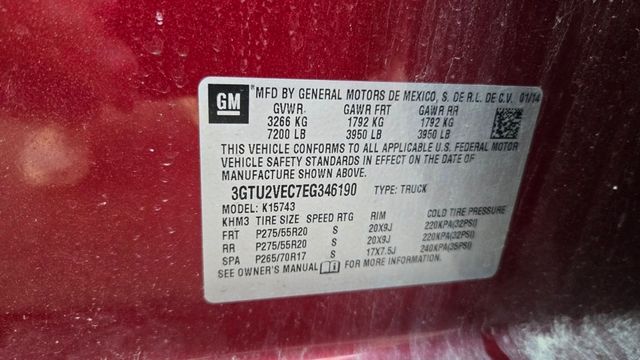 GM MFD BY GENERAL MOTORS DE MEXICO, S. DE R.L. DE C.V. 01/14
GVWR GAWR FRT GAWR RR
3266 KG 1792 KG 1792 KG
7200 LB 3950 LB 3950 LB
THIS VEHICLE CONFORMS TO ALL APPLICABLE U.S. FEDERAL MOTOR
VEHICLE SAFETY STANDARDS IN EFFECT ON THE DATE OF
MANUFACTURE SHOWN ABOVE.
3GTU2VEC7EG346190 TYPE: TRUCK
MODEL: K15743
KHM3 TIRE SIZE SPEED RTG RIM COLD TIRE PRESSURE
FRT P275/55R20 S 20X9J 220KPA(32PSI)
RR P275/55R20 S 20X9J 220KPA(32PSI)
SPA P265/70R17 S 17X7.5J 240KPA(35PSI)
SEE OWNER'S MANUAL FOR MORE INFORMATION